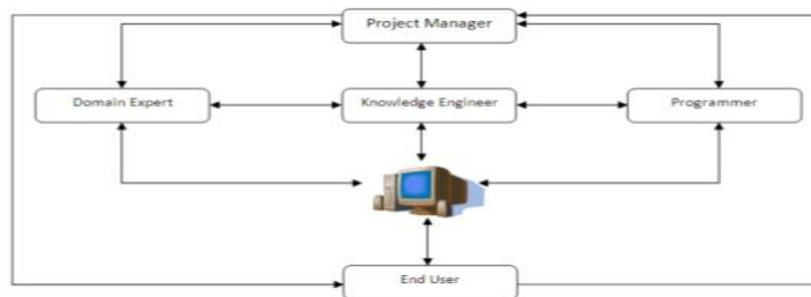 Project Manager
Domain Expert
Knowledge Engineer
Programmer
End User